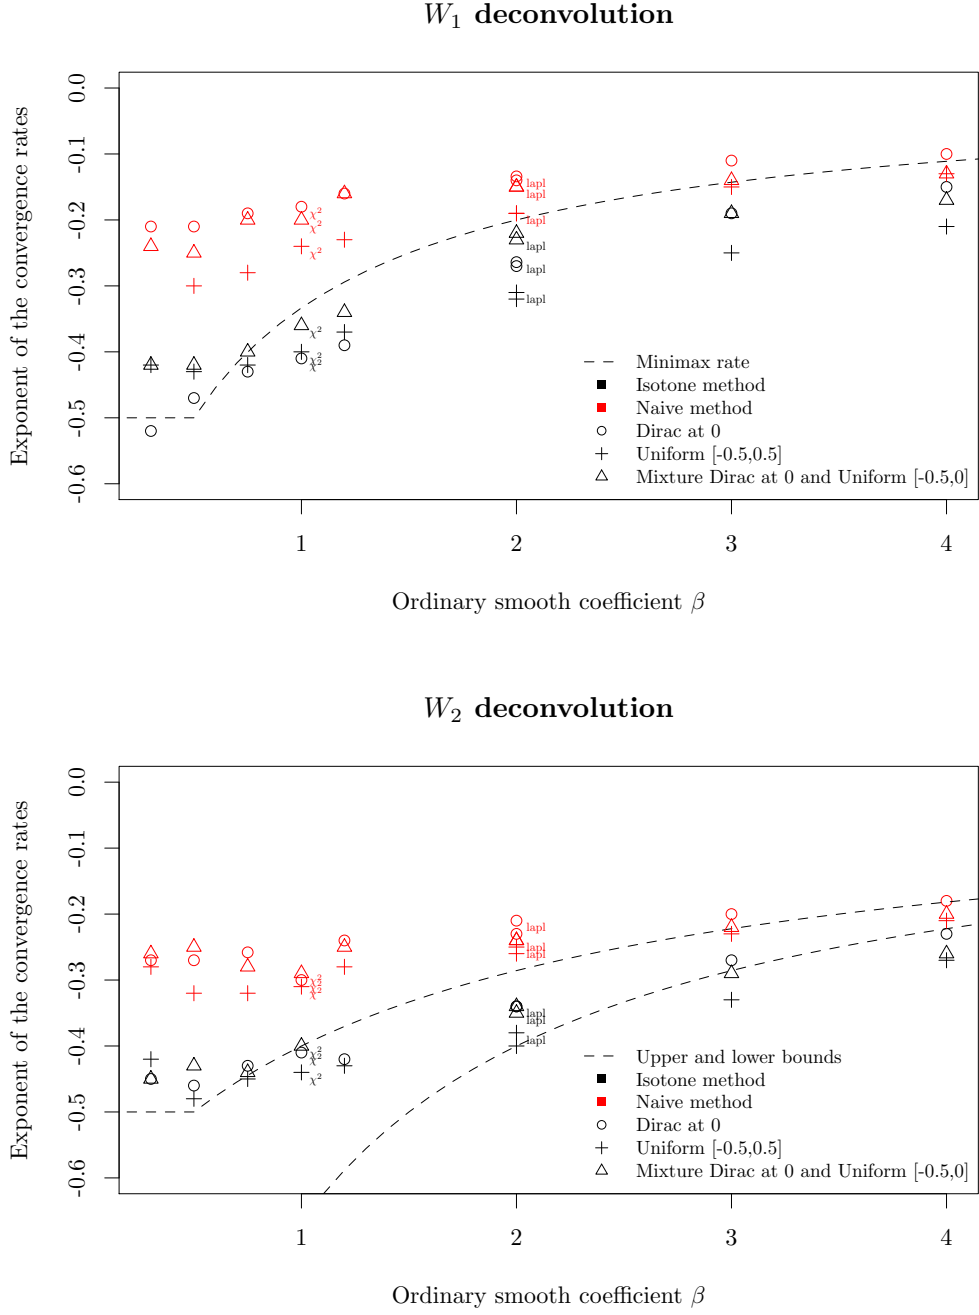 W₁ deconvolution
Exponent of the convergence rates
0.0
-0.1
-0.2
-0.3
-0.4
-0.5
-0.6
χ²
χ²
χ²
χ²
χ²
χ²
lapl
lapl
lapl
lapl
lapl
lapl
Minimax rate
Isotone method
Naive method
Dirac at 0
Uniform [-0.5,0.5]
Mixture Dirac at 0 and Uniform [-0.5,0]
1 2 3 4
Ordinary smooth coefficient β
W₂ deconvolution
Exponent of the convergence rates
0.0
-0.1
-0.2
-0.3
-0.4
-0.5
-0.6
χ²
χ²
χ²
χ²
χ²
χ²
lapl
lapl
lapl
lapl
lapl
lapl
Upper and lower bounds
Isotone method
Naive method
Dirac at 0
Uniform [-0.5,0.5]
Mixture Dirac at 0 and Uniform [-0.5,0]
1 2 3 4
Ordinary smooth coefficient β